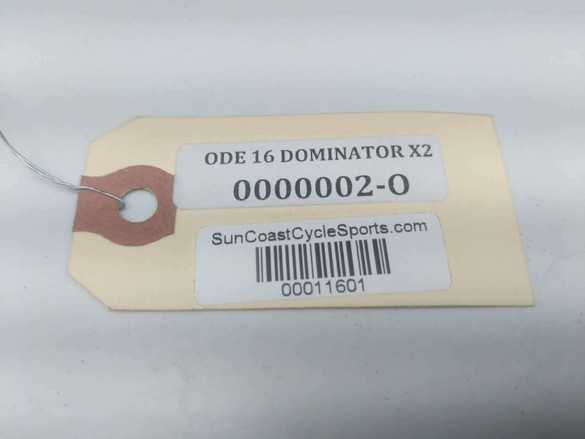 ODE 16 DOMINATOR X2
0000002-O
SunCoastCycleSports.com
00011601